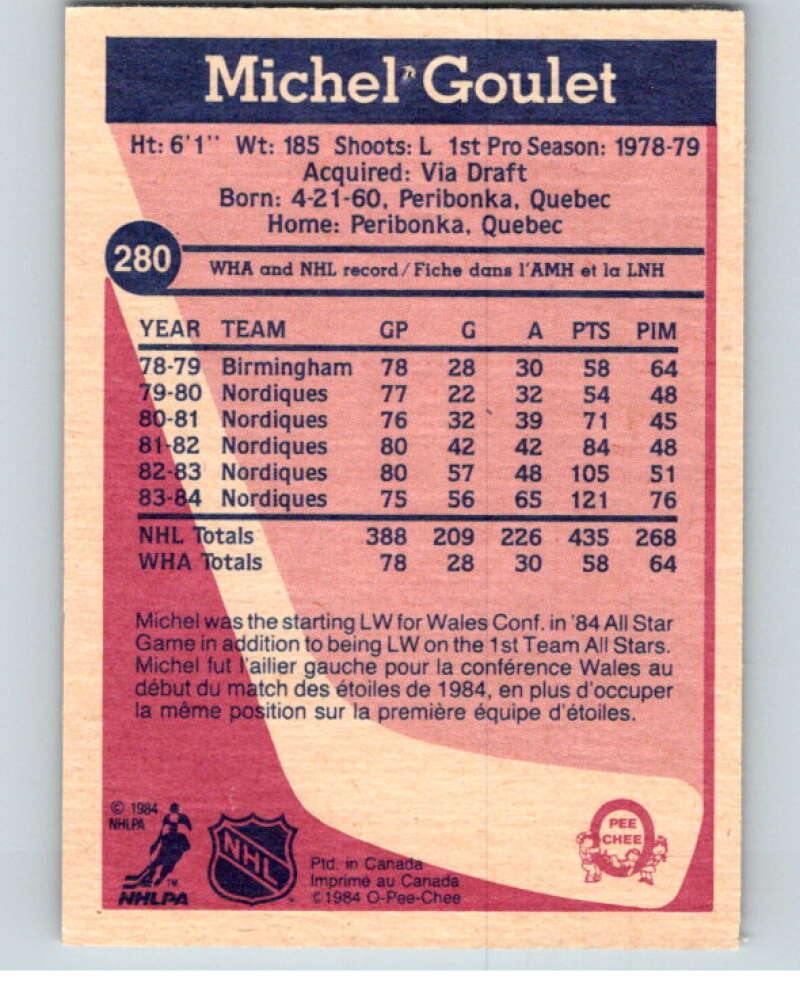 Michel Goulet
Ht: 6'1" Wt: 185 Shoots: L 1st Pro Season: 1978-79
Acquired: Via Draft
Born: 4-21-60, Peribonka, Quebec
Home: Peribonka, Quebec
280
WHA and NHL record/Fiche dans l'AMH et la LNH
YEAR TEAM GP G A PTS PIM
78-79 Birmingham 78 28 30 58 64
79-80 Nordiques 77 22 32 54 48
80-81 Nordiques 76 32 39 71 45
81-82 Nordiques 80 42 42 84 48
82-83 Nordiques 80 57 48 105 51
83-84 Nordiques 75 56 65 121 76
NHL Totals 388 209 226 435 268
WHA Totals 78 28 30 58 64
Michel was the starting LW for Wales Conf. in '84 All Star
Game in addition to being LW on the 1st Team All Stars.
Michel fut l'ailier gauche pour la conférence Wales au
début du match des étoiles de 1984, en plus d'occuper
la même position sur la première équipe d'étoiles.
© 1984
NHLPA
TM
NHLPA
NHL
Ptd. in Canada
Imprimé au Canada
©1984 O-Pee-Chee
PEE
CHEE